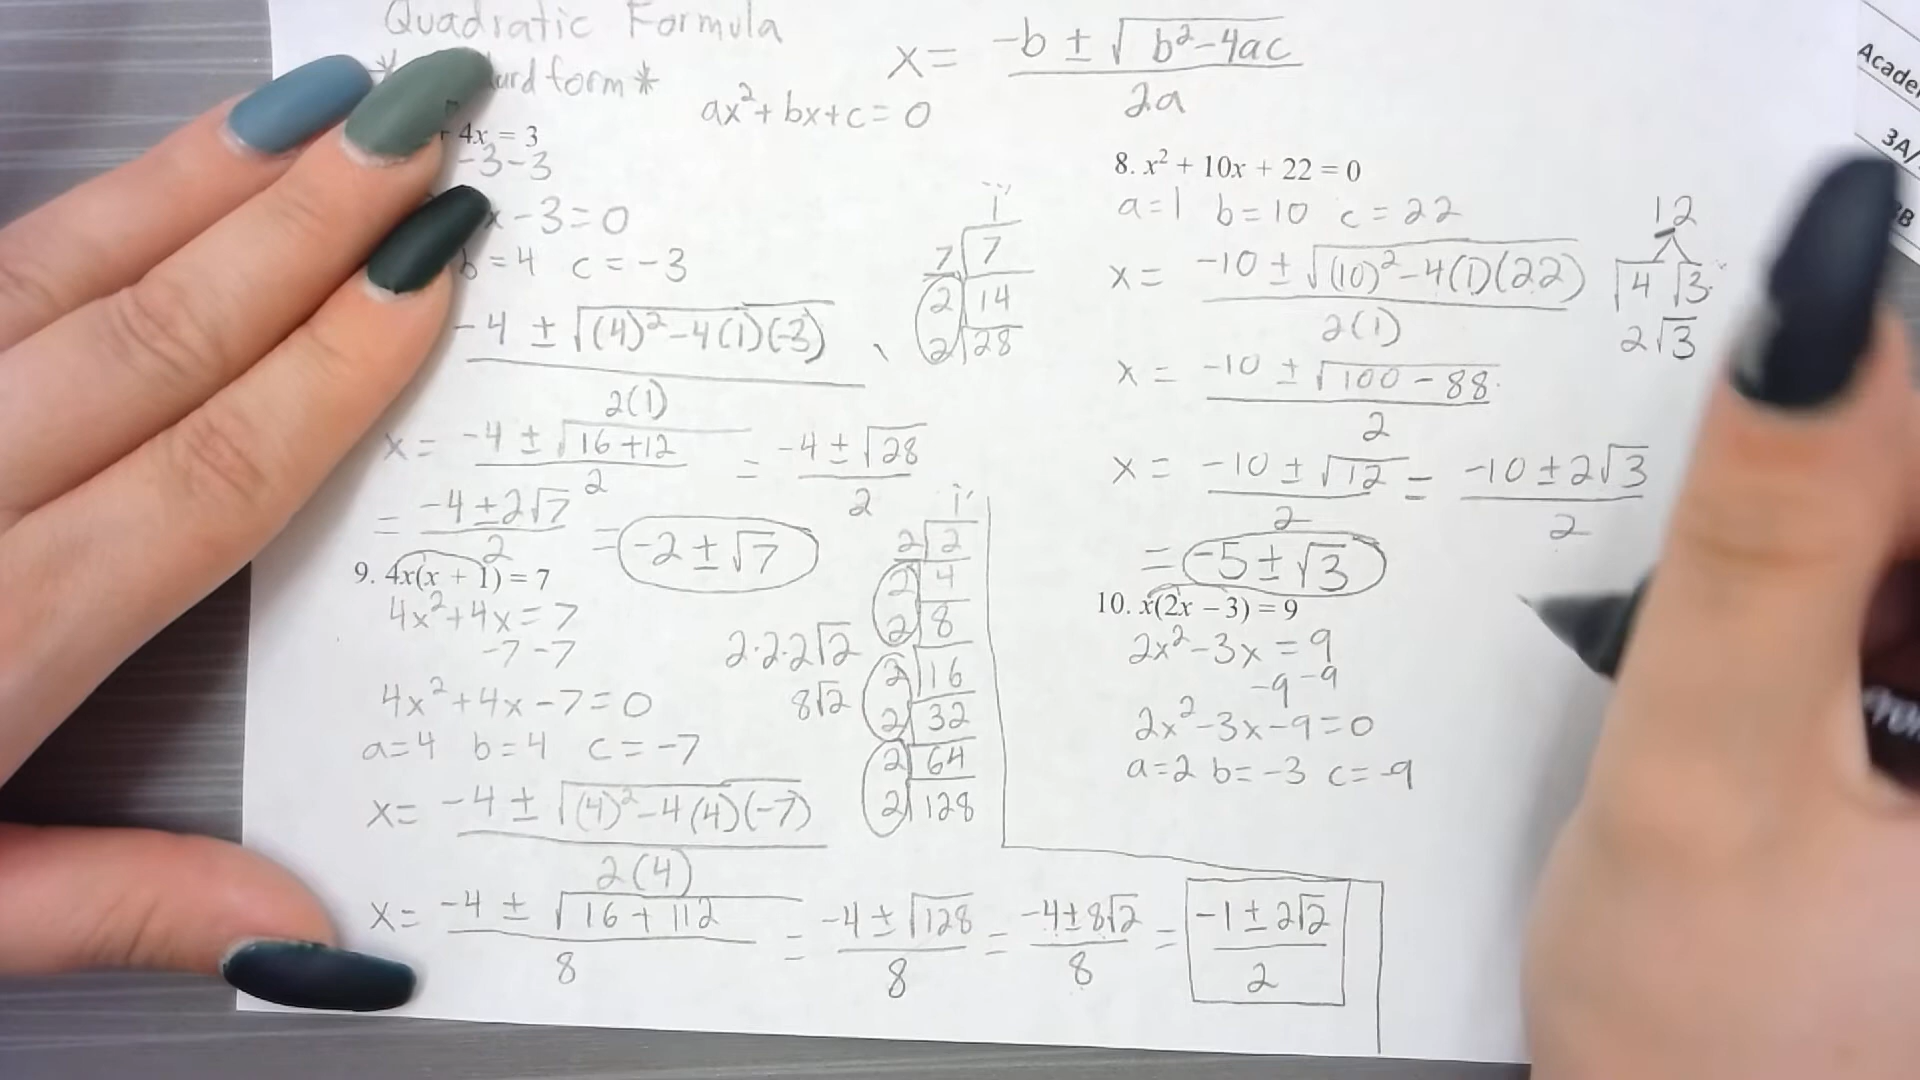 Quadratic Formula
x = -b ± √b²-4ac / 2a
form *
ax² + bx + c = 0
4x = 3
-3 -3
x - 3 = 0
b = 4 c = -3
-4 ± √(4)²-4(1)(-3) / 2(1)
x = -4 ± √16+12 / 2 = -4 ± √28 / 2
= -4 ± 2√7 / 2 = -2 ± √7
1
7 | 7
2 | 14
2 | 28
8. x² + 10x + 22 = 0
a = 1 b = 10 c = 22
x = -10 ± √(10)²-4(1)(22) / 2(1)
x = -10 ± √100 - 88 / 2
x = -10 ± √12 / 2 = -10 ± 2√3 / 2
= -5 ± √3
12
√4 √3
2√3
9. 4x(x + 1) = 7
4x² + 4x = 7
-7 -7
4x² + 4x - 7 = 0
a = 4 b = 4 c = -7
x = -4 ± √(4)²-4(4)(-7) / 2(4)
x = -4 ± √16 + 112 / 8 = -4 ± √128 / 8 = -4 ± 8√2 / 8 = -1 ± 2√2 / 2
2·2·2√2
8√2
1
2 | 2
2 | 4
2 | 8
2 | 16
2 | 32
2 | 64
2 | 128
10. x(2x - 3) = 9
2x² - 3x = 9
-9 -9
2x² - 3x - 9 = 0
a = 2 b = -3 c = -9
3A/